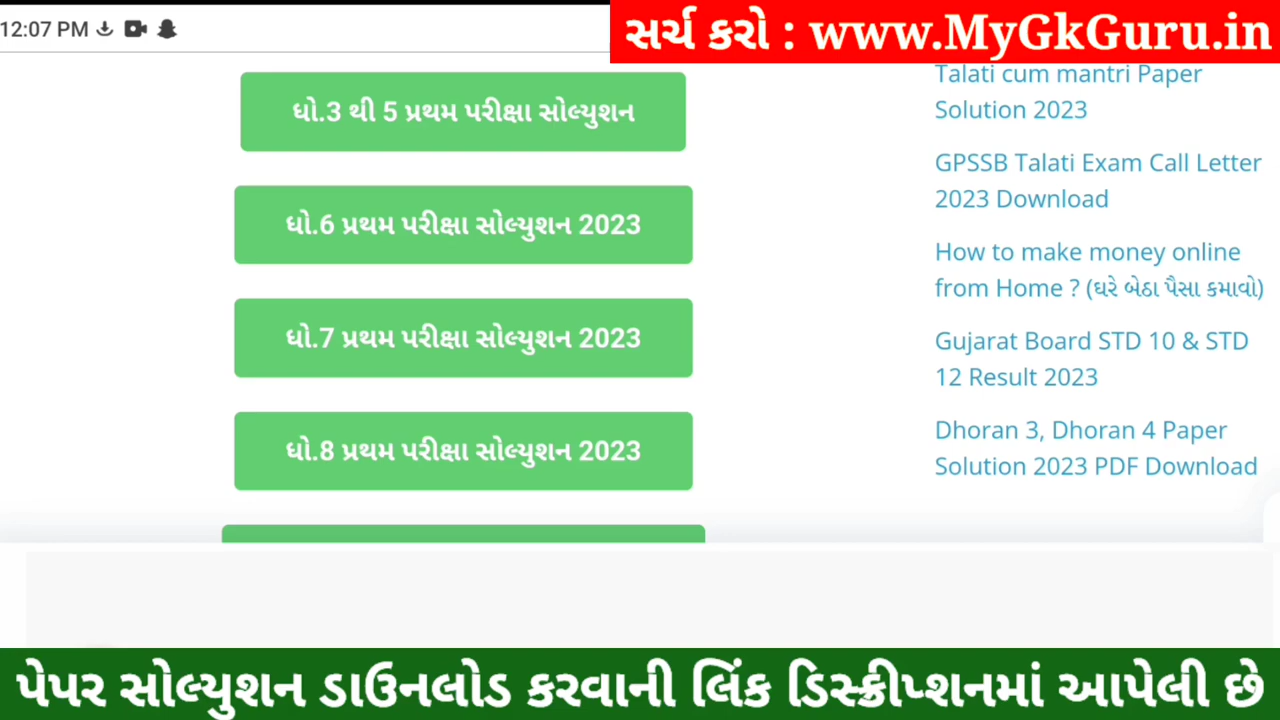 12:07 PM
સર્ચ કરો : www.MyGkGuru.in
ધો.3 થી 5 પ્રથમ પરીક્ષા સોલ્યુશન
ધો.6 પ્રથમ પરીક્ષા સોલ્યુશન 2023
ધો.7 પ્રથમ પરીક્ષા સોલ્યુશન 2023
ધો.8 પ્રથમ પરીક્ષા સોલ્યુશન 2023
Talati cum mantri Paper
Solution 2023
GPSSB Talati Exam Call Letter
2023 Download
How to make money online
from Home ? (ઘરે બેઠા પૈસા કમાવો)
Gujarat Board STD 10 & STD
12 Result 2023
Dhoran 3, Dhoran 4 Paper
Solution 2023 PDF Download
પેપર સોલ્યુશન ડાઉનલોડ કરવાની લિંક ડિસ્ક્રીપ્શનમાં આપેલી છે